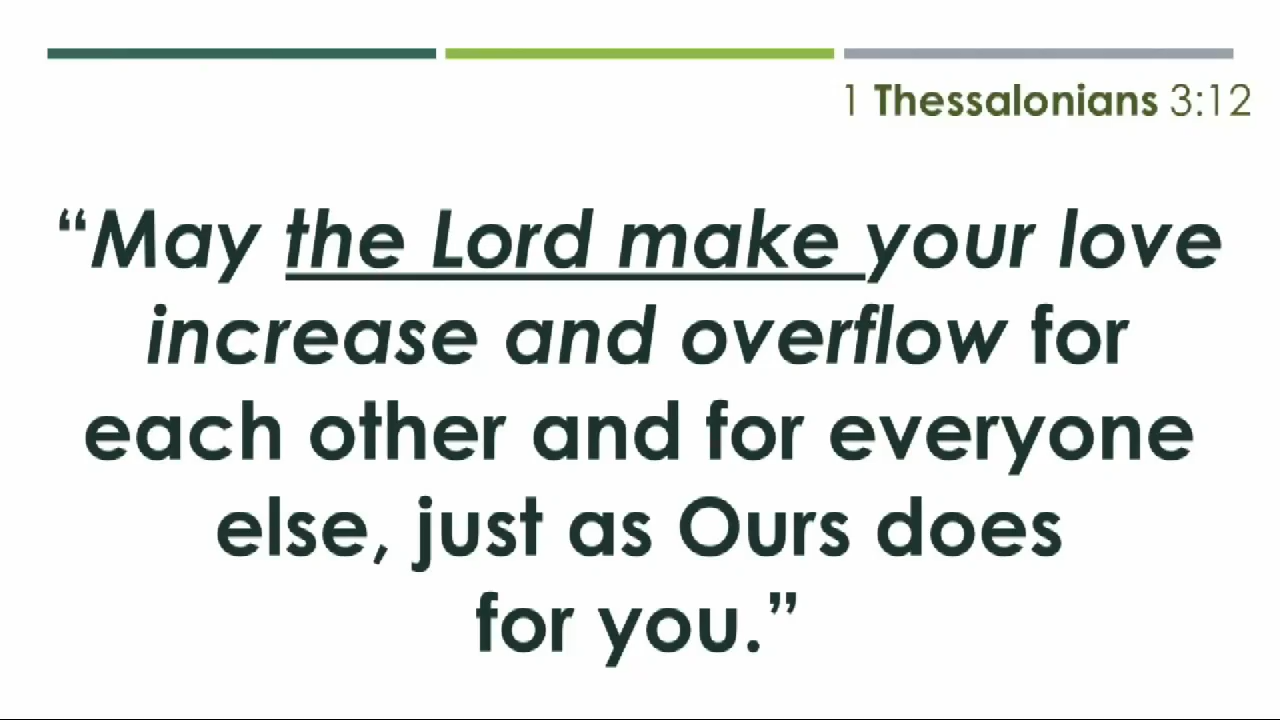 1 Thessalonians 3:12
“May the Lord make your love
increase and overflow for
each other and for everyone
else, just as Ours does
for you.”